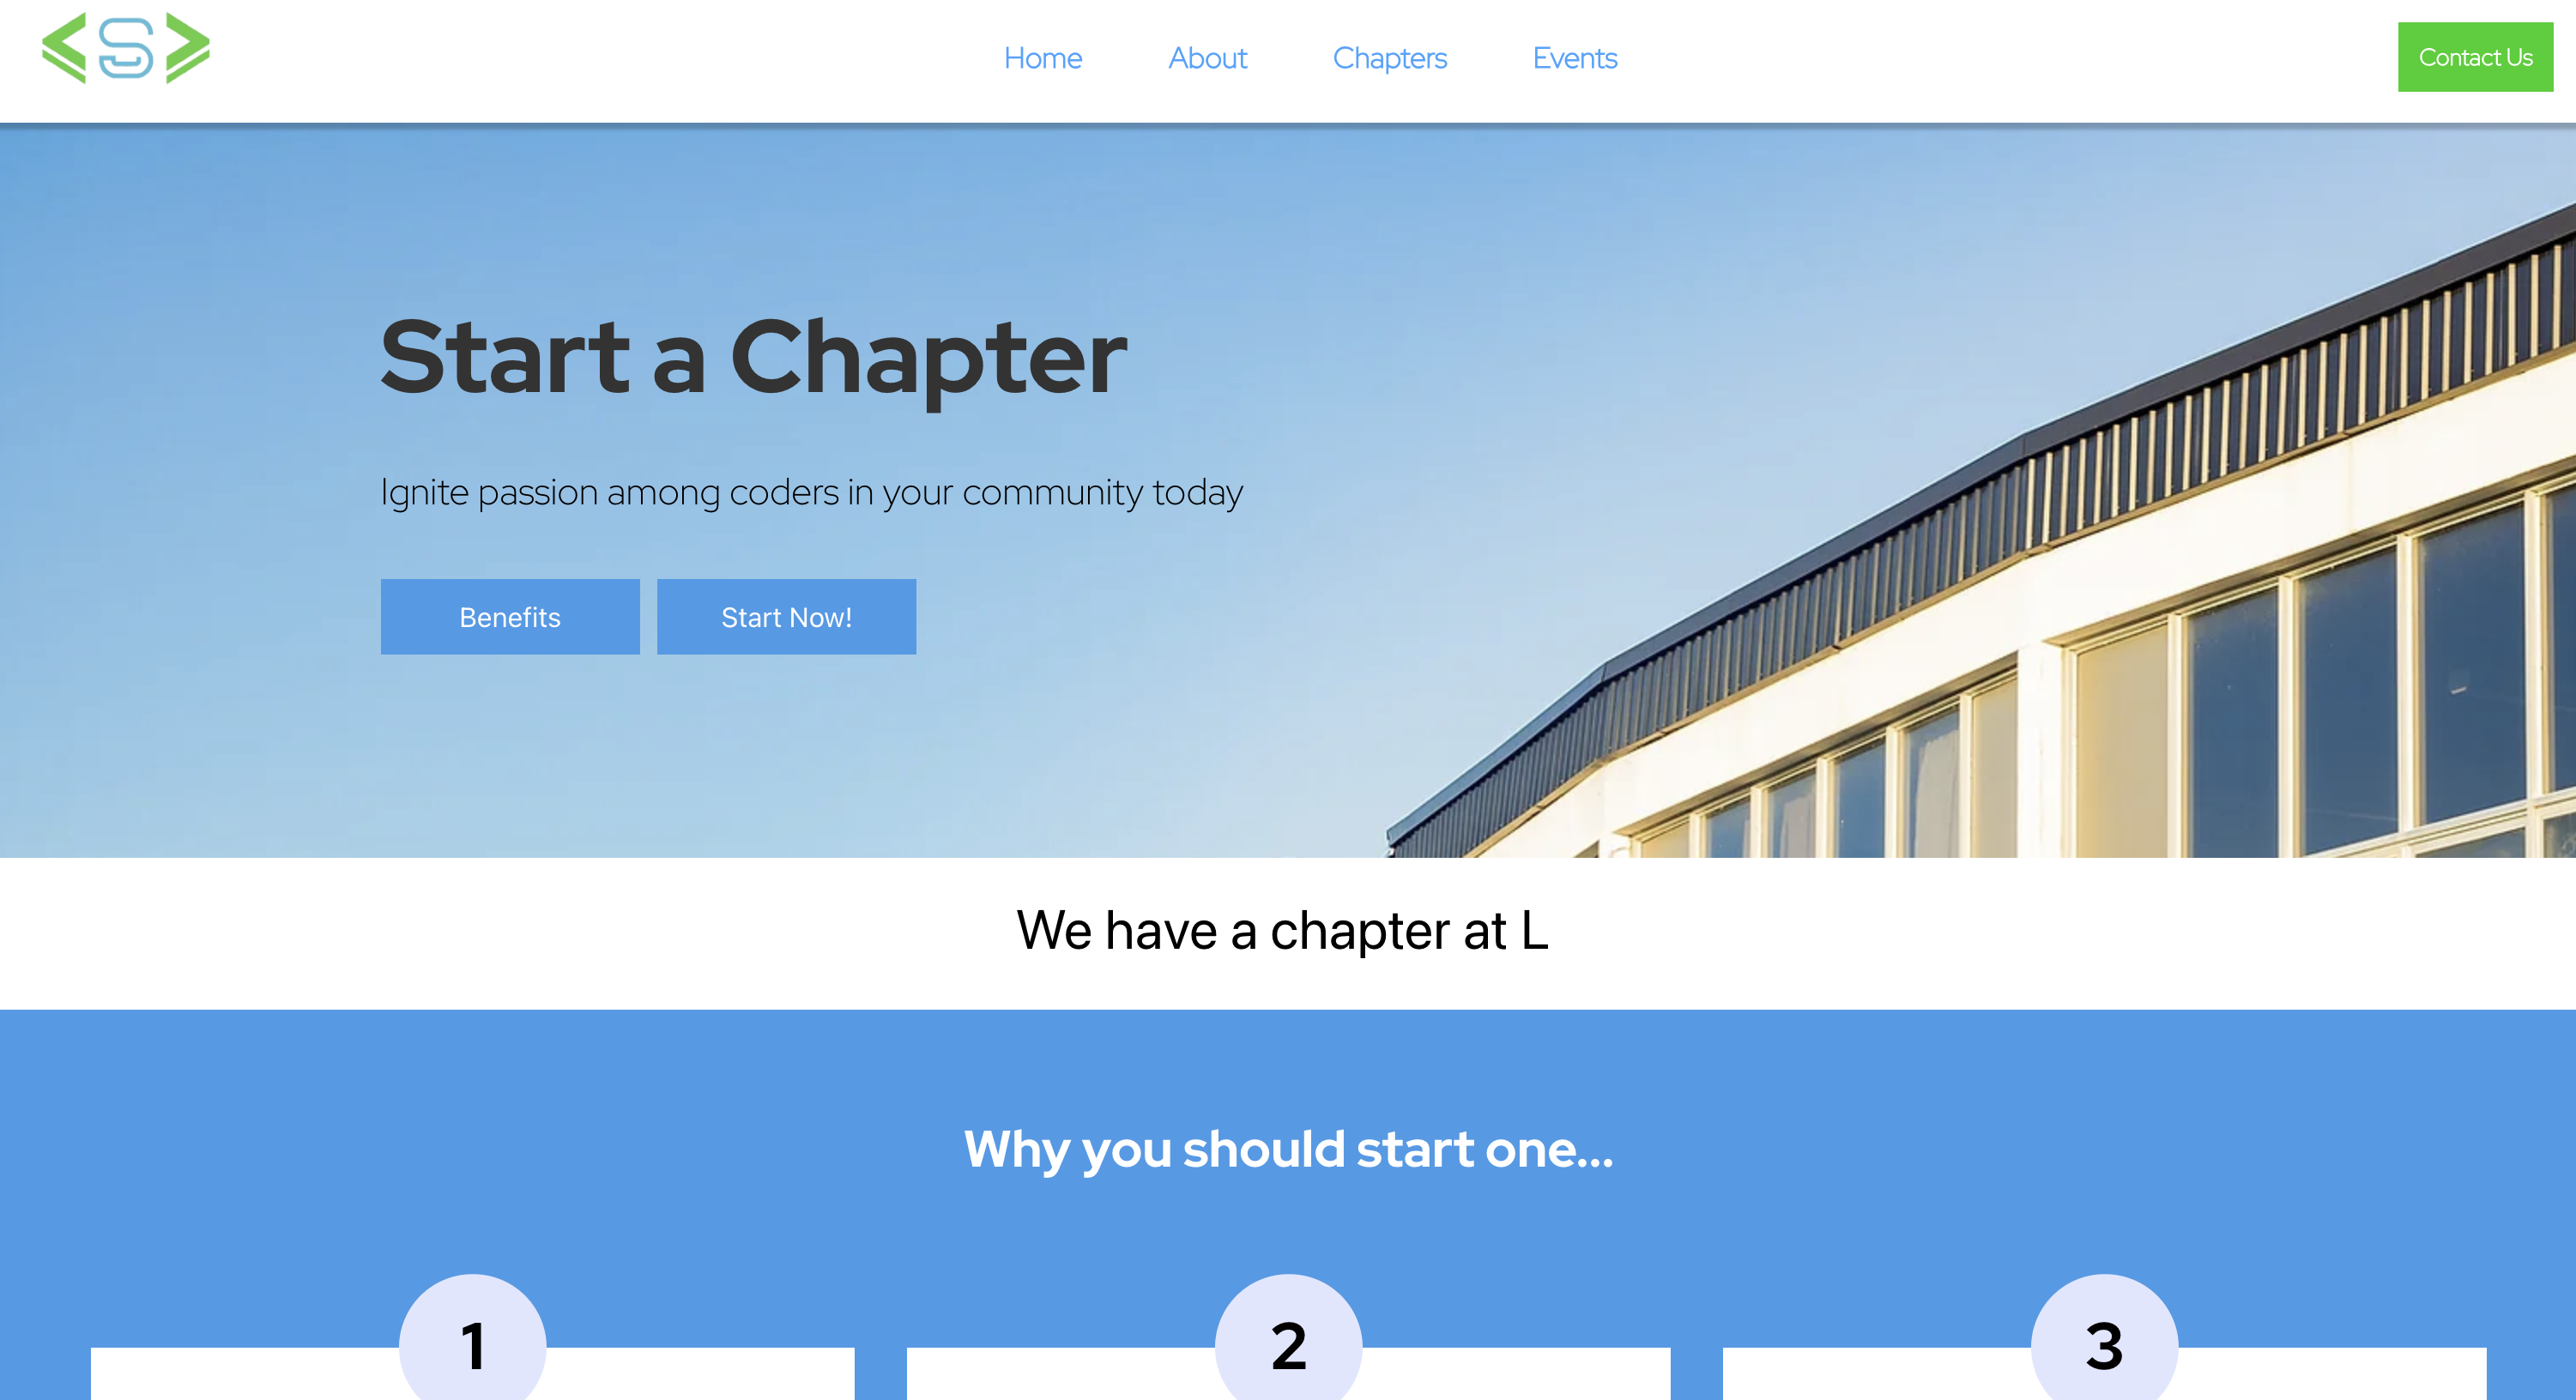 <S>
Home About Chapters Events
Contact Us
Start a Chapter
Ignite passion among coders in your community today
Benefits Start Now!
We have a chapter at L
Why you should start one...
1 2 3